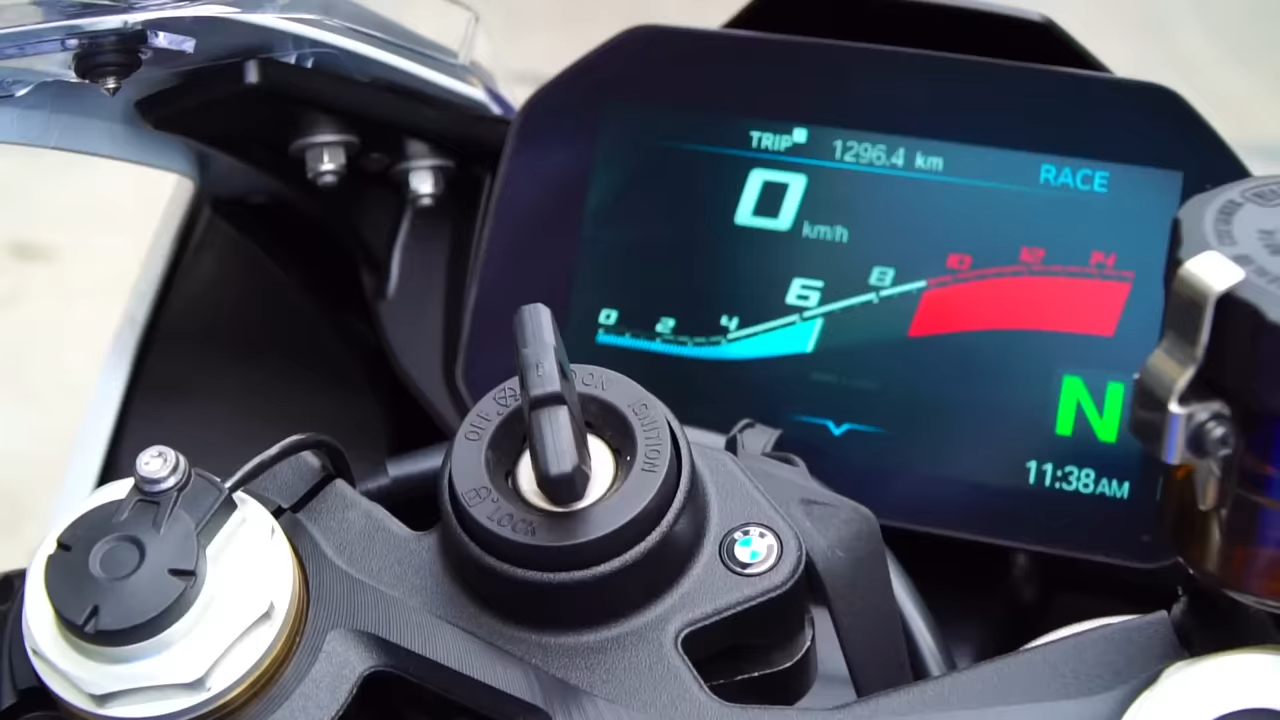 TRIP 1296.4 km
RACE
0 km/h
0 2 4 6 8 10 12 14
N
11:38AM
OFF ON
IGNITION
LOCK
BMW